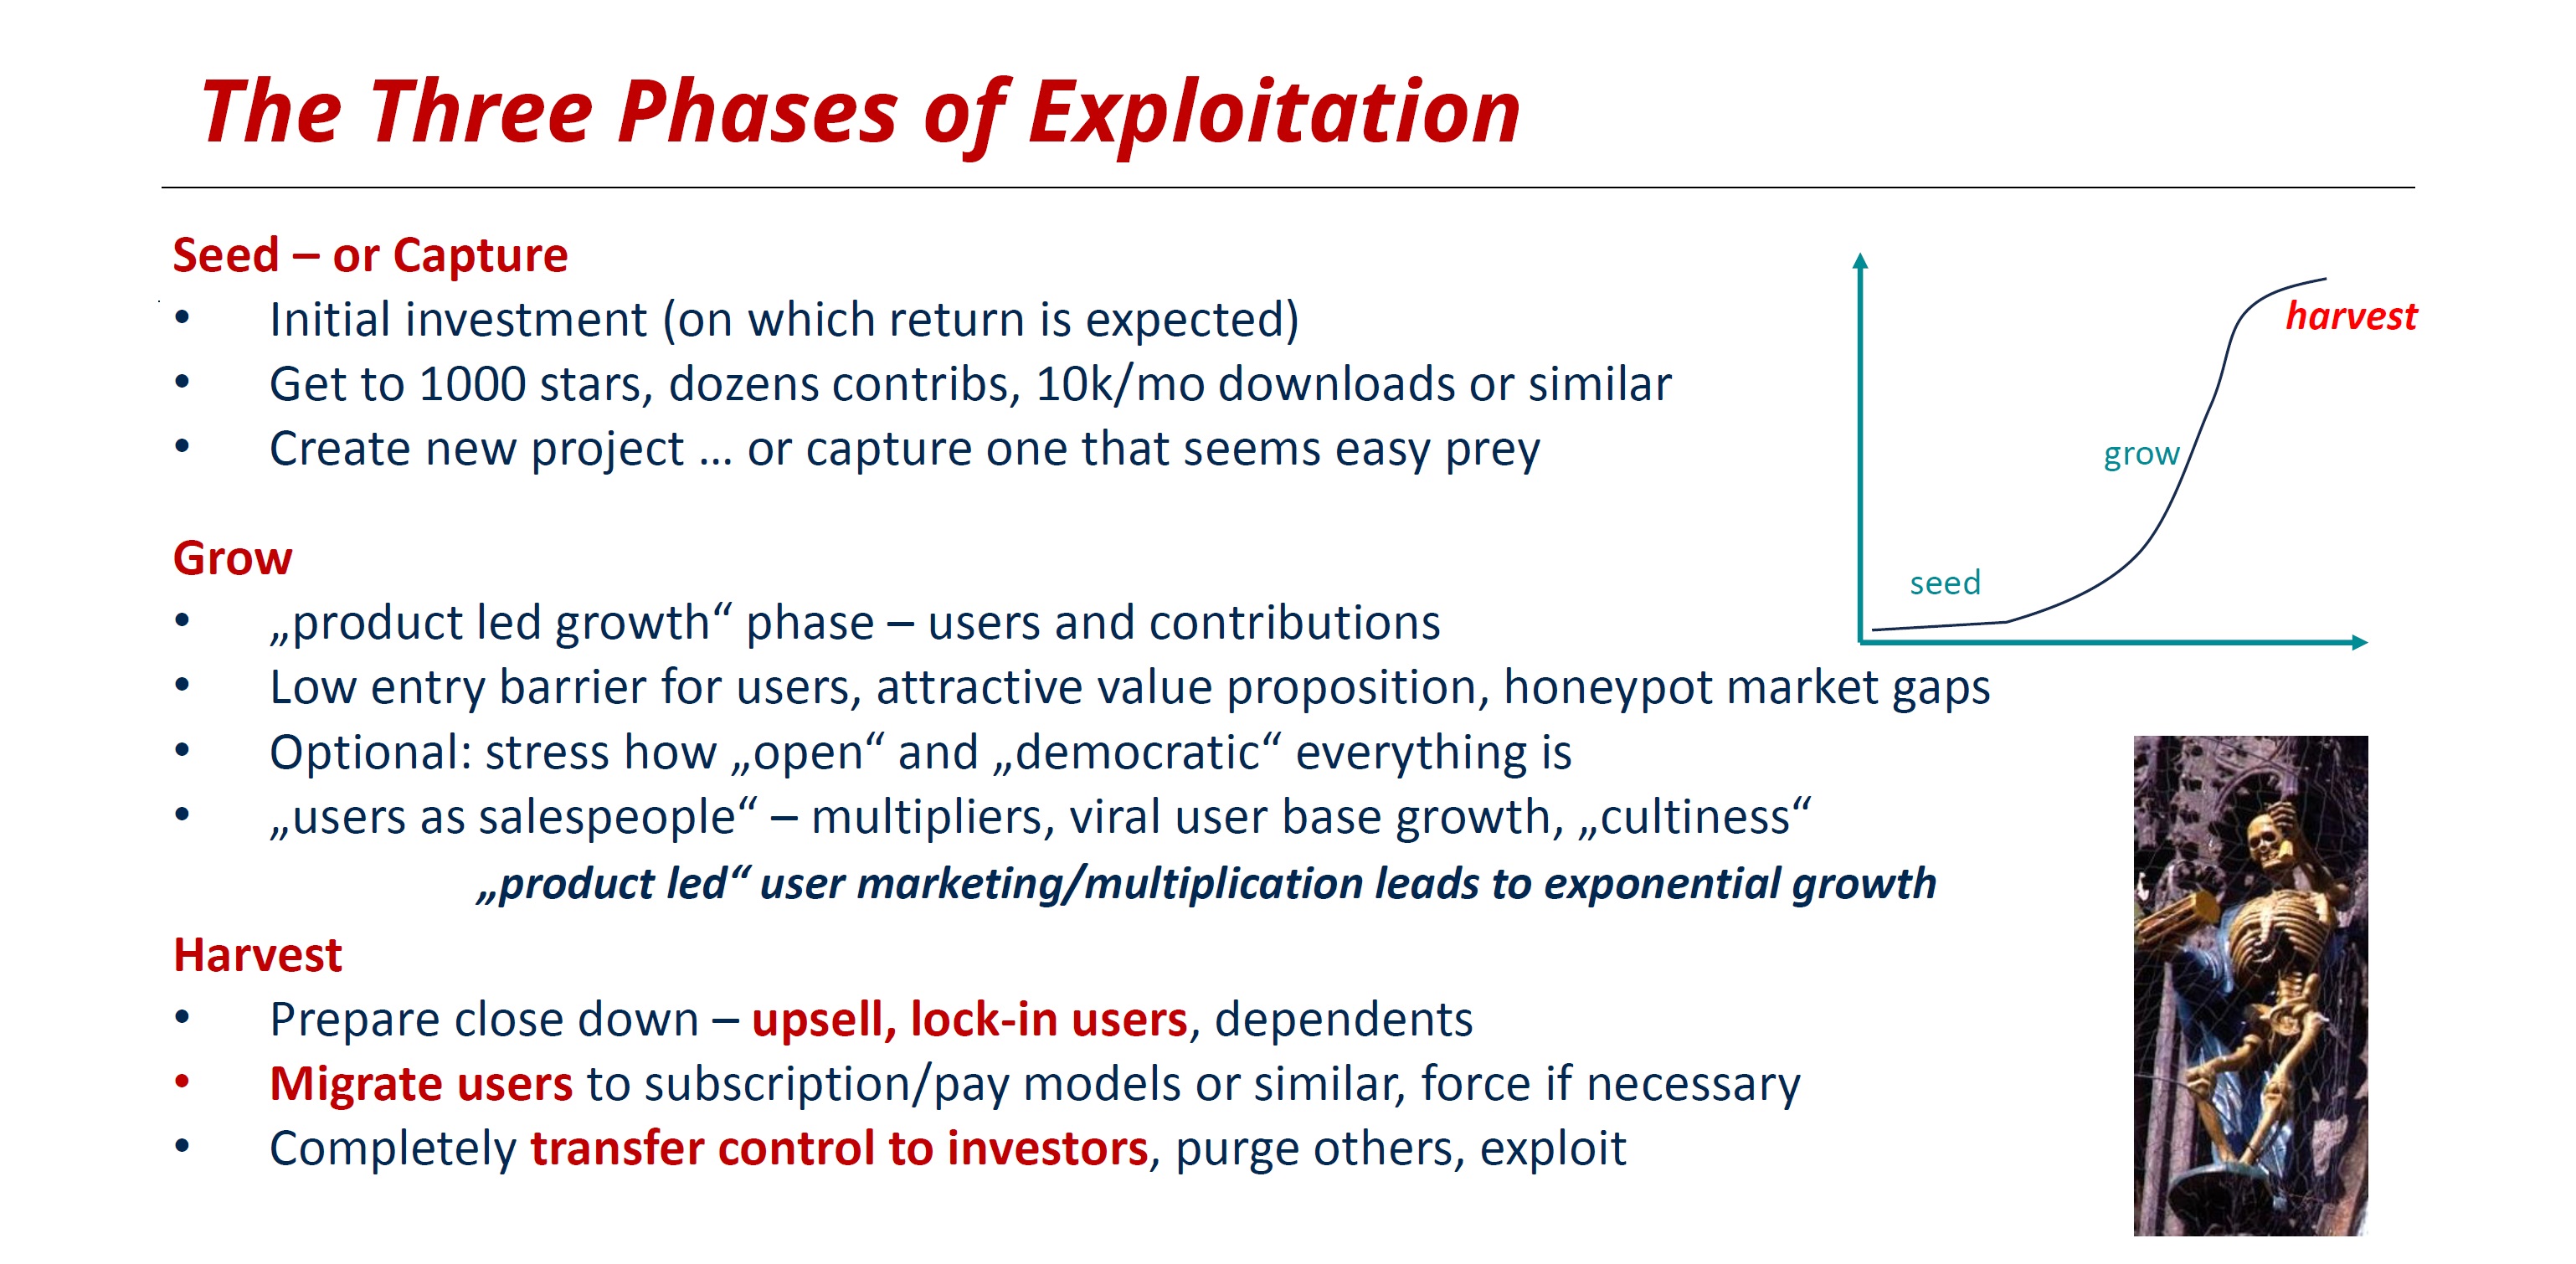 The Three Phases of Exploitation
Seed – or Capture
• Initial investment (on which return is expected)
• Get to 1000 stars, dozens contribs, 10k/mo downloads or similar
• Create new project ... or capture one that seems easy prey
Grow
• „product led growth“ phase – users and contributions
• Low entry barrier for users, attractive value proposition, honeypot market gaps
• Optional: stress how „open“ and „democratic“ everything is
• „users as salespeople“ – multipliers, viral user base growth, „cultiness“
„product led“ user marketing/multiplication leads to exponential growth
Harvest
• Prepare close down – upsell, lock-in users, dependents
• Migrate users to subscription/pay models or similar, force if necessary
• Completely transfer control to investors, purge others, exploit
harvest
grow
seed